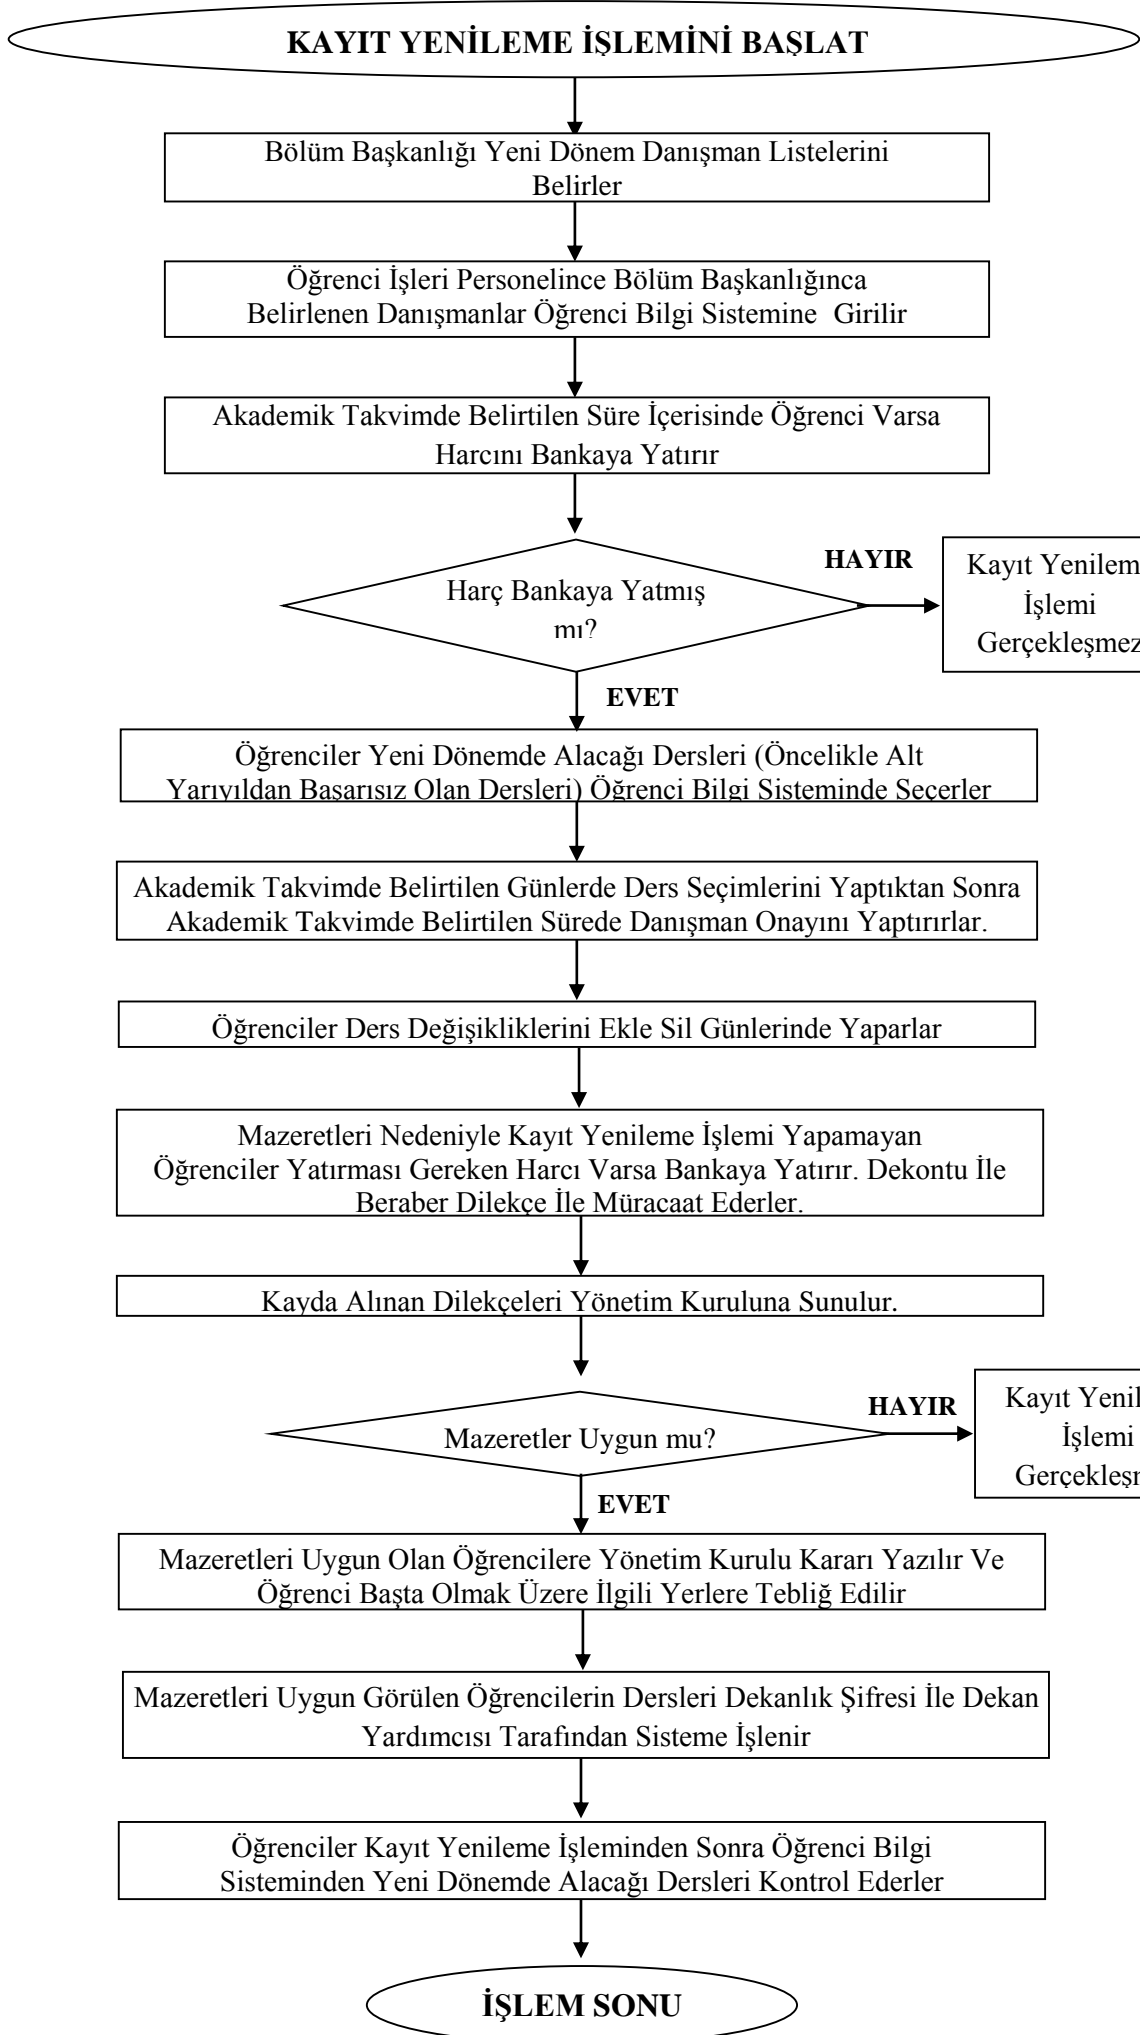 KAYIT YENİLEME İŞLEMİNİ BAŞLAT
Bölüm Başkanlığı Yeni Dönem Danışman Listelerini
Belirler
Öğrenci İşleri Personelince Bölüm Başkanlığınca
Belirlenen Danışmanlar Öğrenci Bilgi Sistemine Girilir
Akademik Takvimde Belirtilen Süre İçerisinde Öğrenci Varsa
Harcını Bankaya Yatırır
Harç Bankaya Yatmış
mı?
HAYIR
Kayıt Yenilem
İşlemi
Gerçekleşmez
EVET
Öğrenciler Yeni Dönemde Alacağı Dersleri (Öncelikle Alt
Yarıyıldan Başarısız Olan Dersleri) Öğrenci Bilgi Sisteminde Seçerler
Akademik Takvimde Belirtilen Günlerde Ders Seçimlerini Yaptıktan Sonra
Akademik Takvimde Belirtilen Sürede Danışman Onayını Yaptırırlar.
Öğrenciler Ders Değişikliklerini Ekle Sil Günlerinde Yaparlar
Mazeretleri Nedeniyle Kayıt Yenileme İşlemi Yapamayan
Öğrenciler Yatırması Gereken Harcı Varsa Bankaya Yatırır. Dekontu İle
Beraber Dilekçe İle Müracaat Ederler.
Kayda Alınan Dilekçeleri Yönetim Kuruluna Sunulur.
Mazeretler Uygun mu?
HAYIR
Kayıt Yenil
İşlemi
Gerçekleş
EVET
Mazeretleri Uygun Olan Öğrencilere Yönetim Kurulu Kararı Yazılır Ve
Öğrenci Başta Olmak Üzere İlgili Yerlere Tebliğ Edilir
Mazeretleri Uygun Görülen Öğrencilerin Dersleri Dekanlık Şifresi İle Dekan
Yardımcısı Tarafından Sisteme İşlenir
Öğrenciler Kayıt Yenileme İşleminden Sonra Öğrenci Bilgi
Sisteminden Yeni Dönemde Alacağı Dersleri Kontrol Ederler
İŞLEM SONU